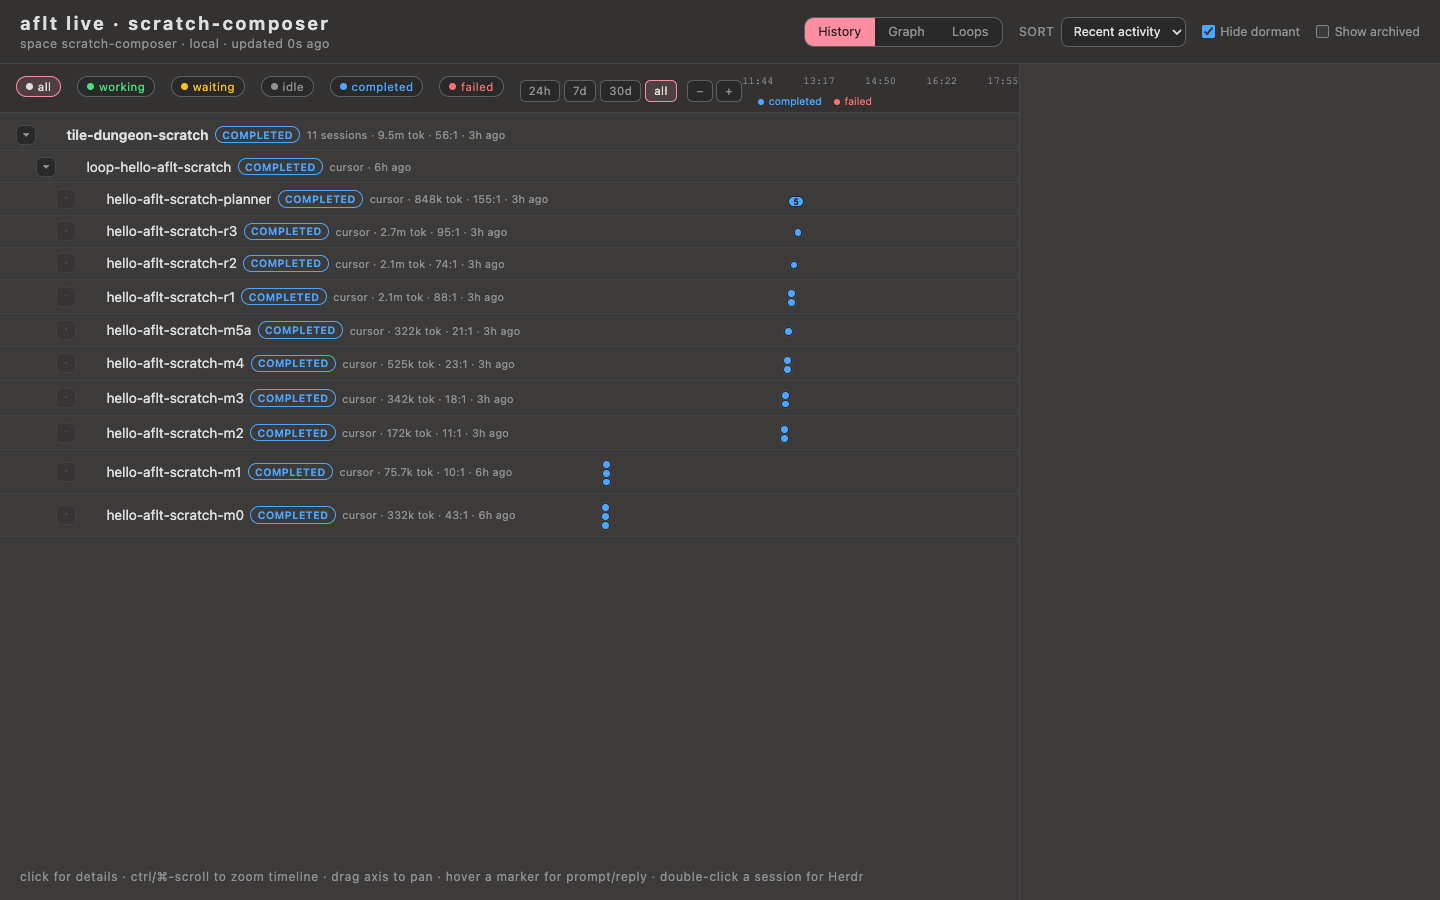 aflt live · scratch-composer
space scratch-composer · local · updated 0s ago
History Graph Loops SORT Recent activity Hide dormant Show archived
all working waiting idle completed failed 24h 7d 30d all − +
11:44 13:17 14:50 16:22 17:55
completed failed
tile-dungeon-scratch COMPLETED 11 sessions · 9.5m tok · 56:1 · 3h ago
loop-hello-aflt-scratch COMPLETED cursor · 6h ago
hello-aflt-scratch-planner COMPLETED cursor · 848k tok · 155:1 · 3h ago 5
hello-aflt-scratch-r3 COMPLETED cursor · 2.7m tok · 95:1 · 3h ago
hello-aflt-scratch-r2 COMPLETED cursor · 2.1m tok · 74:1 · 3h ago
hello-aflt-scratch-r1 COMPLETED cursor · 2.1m tok · 88:1 · 3h ago
hello-aflt-scratch-m5a COMPLETED cursor · 322k tok · 21:1 · 3h ago
hello-aflt-scratch-m4 COMPLETED cursor · 525k tok · 23:1 · 3h ago
hello-aflt-scratch-m3 COMPLETED cursor · 342k tok · 18:1 · 3h ago
hello-aflt-scratch-m2 COMPLETED cursor · 172k tok · 11:1 · 3h ago
hello-aflt-scratch-m1 COMPLETED cursor · 75.7k tok · 10:1 · 6h ago
hello-aflt-scratch-m0 COMPLETED cursor · 332k tok · 43:1 · 6h ago
click for details · ctrl/⌘-scroll to zoom timeline · drag axis to pan · hover a marker for prompt/reply · double-click a session for Herdr